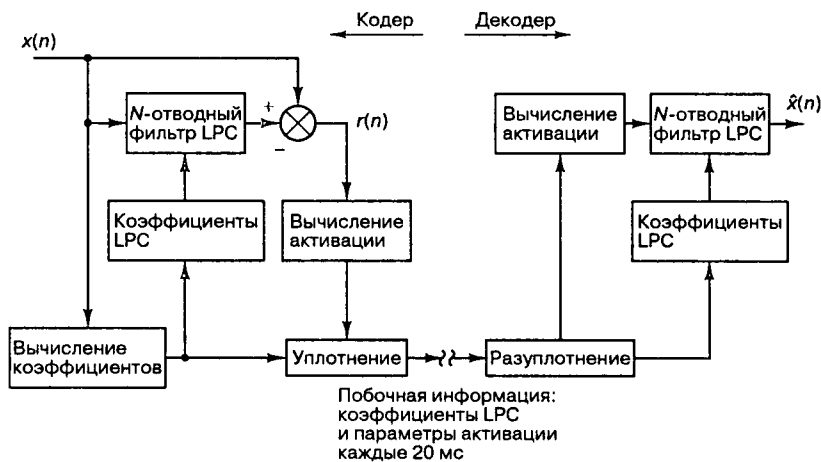 Кодер
Декодер
x(n)
N-отводный
фильтр LPC
+
−
r(n)
Вычисление
активации
N-отводный
фильтр LPC
x̂(n)
Коэффициенты
LPC
Вычисление
активации
Коэффициенты
LPC
Вычисление
коэффициентов
Уплотнение
Разуплотнение
Побочная информация:
коэффициенты LPC
и параметры активации
каждые 20 мс